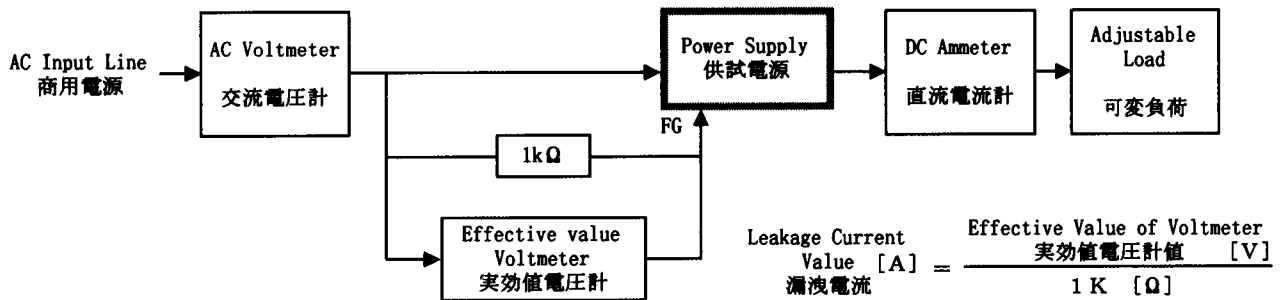 AC Input Line
商用電源
AC Voltmeter
交流電圧計
Power Supply
供試電源
FG
DC Ammeter
直流電流計
Adjustable
Load
可変負荷
1kΩ
Effective value
Voltmeter
実効値電圧計
Leakage Current
Value [A] =
漏洩電流
Effective Value of Voltmeter
実効値電圧計値 [V]
1 K [Ω]